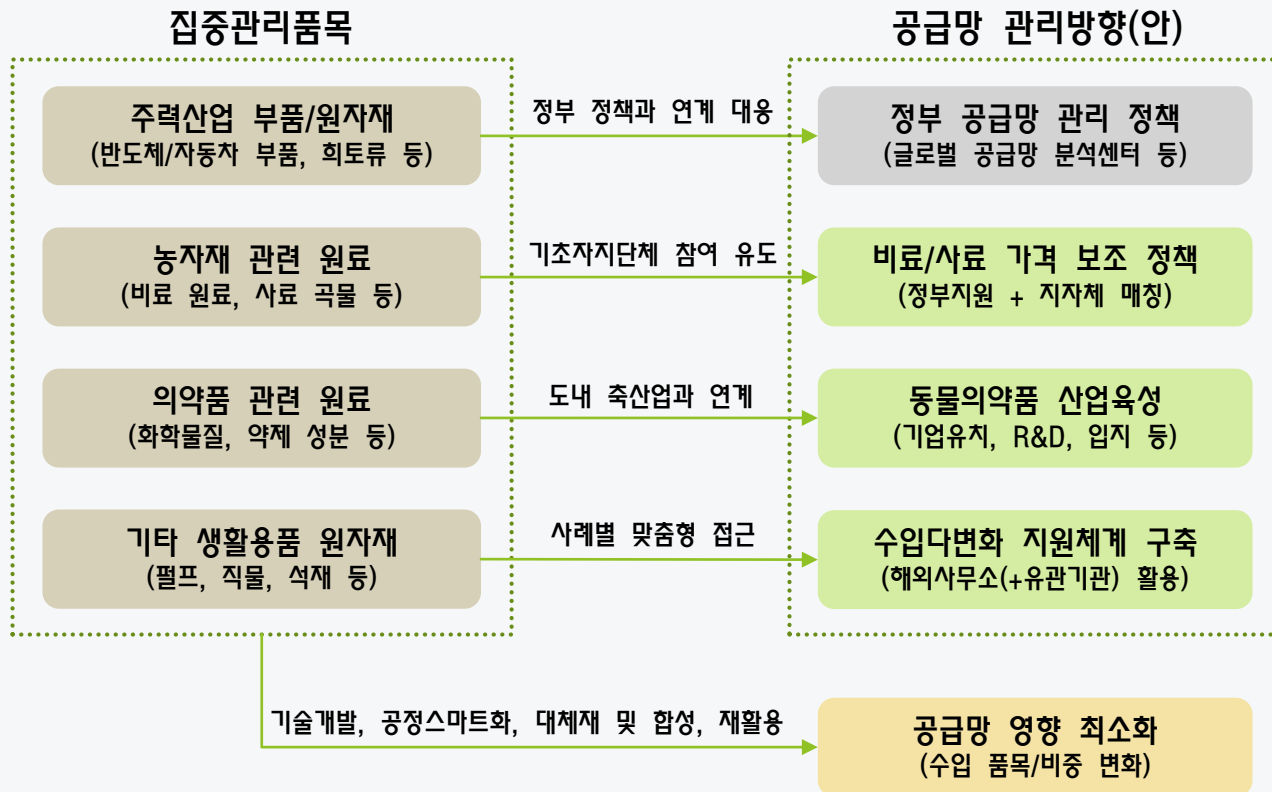 집중관리품목
공급망 관리방향(안)
주력산업 부품/원자재
(반도체/자동차 부품, 희토류 등)
정부 정책과 연계 대응
정부 공급망 관리 정책
(글로벌 공급망 분석센터 등)
농자재 관련 원료
(비료 원료, 사료 곡물 등)
기초자지단체 참여 유도
비료/사료 가격 보조 정책
(정부지원 + 지자체 매칭)
의약품 관련 원료
(화학물질, 약제 성분 등)
도내 축산업과 연계
동물의약품 산업육성
(기업유치, R&D, 입지 등)
기타 생활용품 원자재
(펄프, 직물, 석재 등)
사례별 맞춤형 접근
수입다변화 지원체계 구축
(해외사무소(+유관기관) 활용)
기술개발, 공정스마트화, 대체재 및 합성, 재활용
공급망 영향 최소화
(수입 품목/비중 변화)